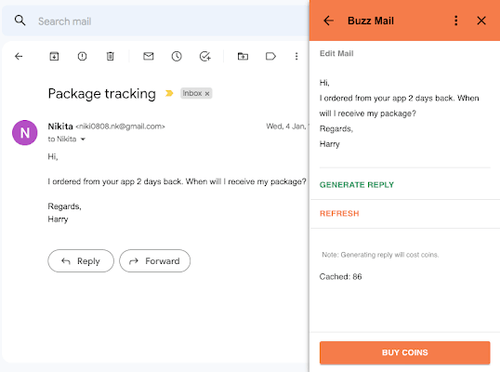 Search mail
Package tracking
Inbox ×
N
Nikita <niki0808.nk@gmail.com>
Wed, 4 Jan,
to Nikita
Hi,
I ordered from your app 2 days back. When will I receive my package?
Regards,
Harry
Reply
Forward
Buzz Mail
Edit Mail
Hi,
I ordered from your app 2 days back. When
will I receive my package?
Regards,
Harry
GENERATE REPLY
REFRESH
Note: Generating reply will cost coins.
Cached: 86
BUY COINS